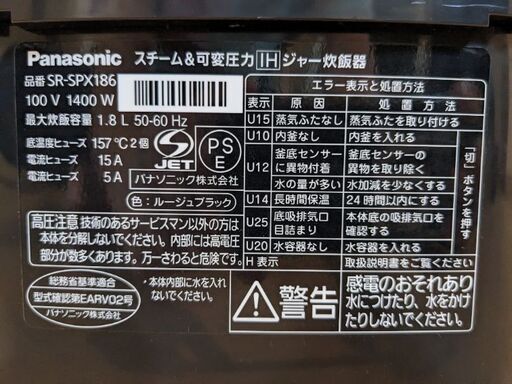 Panasonic スチーム&可変圧力IHジャー炊飯器
品番 SR-SPX186
100 V 1400 W
最大炊飯容量 1.8 L 50-60 Hz
底温度ヒューズ 157℃2個
電流ヒューズ 15 A
電流ヒューズ 5 A
S JET
PS E
パナソニック株式会社
色:ルージュブラック
高圧注意 技術のあるサービスマン以外の方は
本体を分解しないでください。内部には高電圧
部分が数多くあります。万一さわると危険です。
総務省基準適合
型式確認第EARV02号
パナソニック株式会社
本体内部に水を入れ
ないでください。
エラー表示と処置方法
表示 原因 処置方法
U15 蒸気ふたなし 蒸気ふたを取り付ける
U10 内釜なし 内釜を入れる
U12 釜底センサー
に異物付着 釜底センサーの
異物を取り除く
水の量が多い 水加減を少なくする
U14 長時間保温 24時間以内にする
U25 底吸排気口
目詰まり 本体底の吸排気口を
確認する
U20 水容器なし 水容器を入れる
H 表示 取扱説明書をご覧ください
「切」ボタンを押す
警告
感電のおそれあり
水につけたり、水をかけ
たりしないでください。